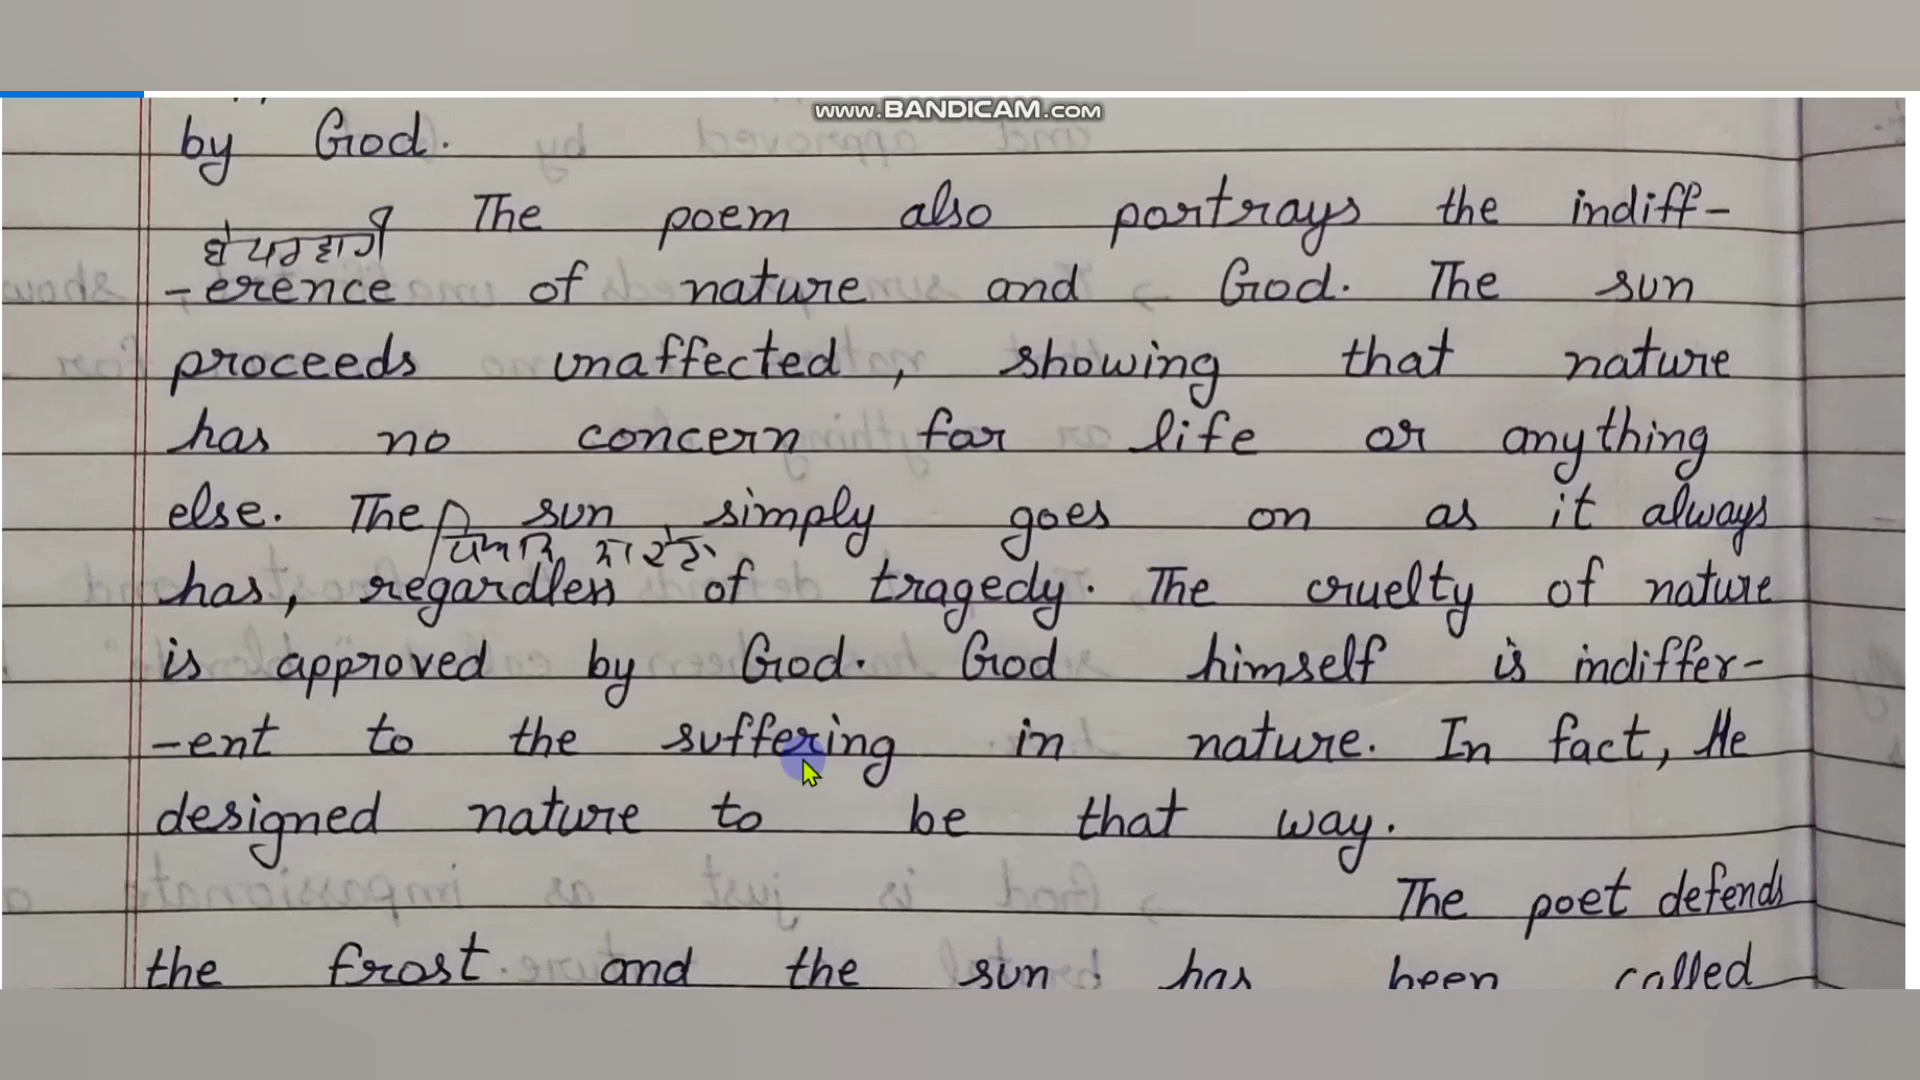 www.BANDICAM.com
by God.
The poem also portrays the indiff-
-erence of nature and God. The sun
proceeds unaffected, showing that nature
has no concern for life or anything
else. The sun simply goes on as it always
has, regardless of tragedy. The cruelty of nature
is approved by God. God himself is indiffer-
-ent to the suffering in nature. In fact, He
designed nature to be that way.
The poet defends
the frost and the sun has been called